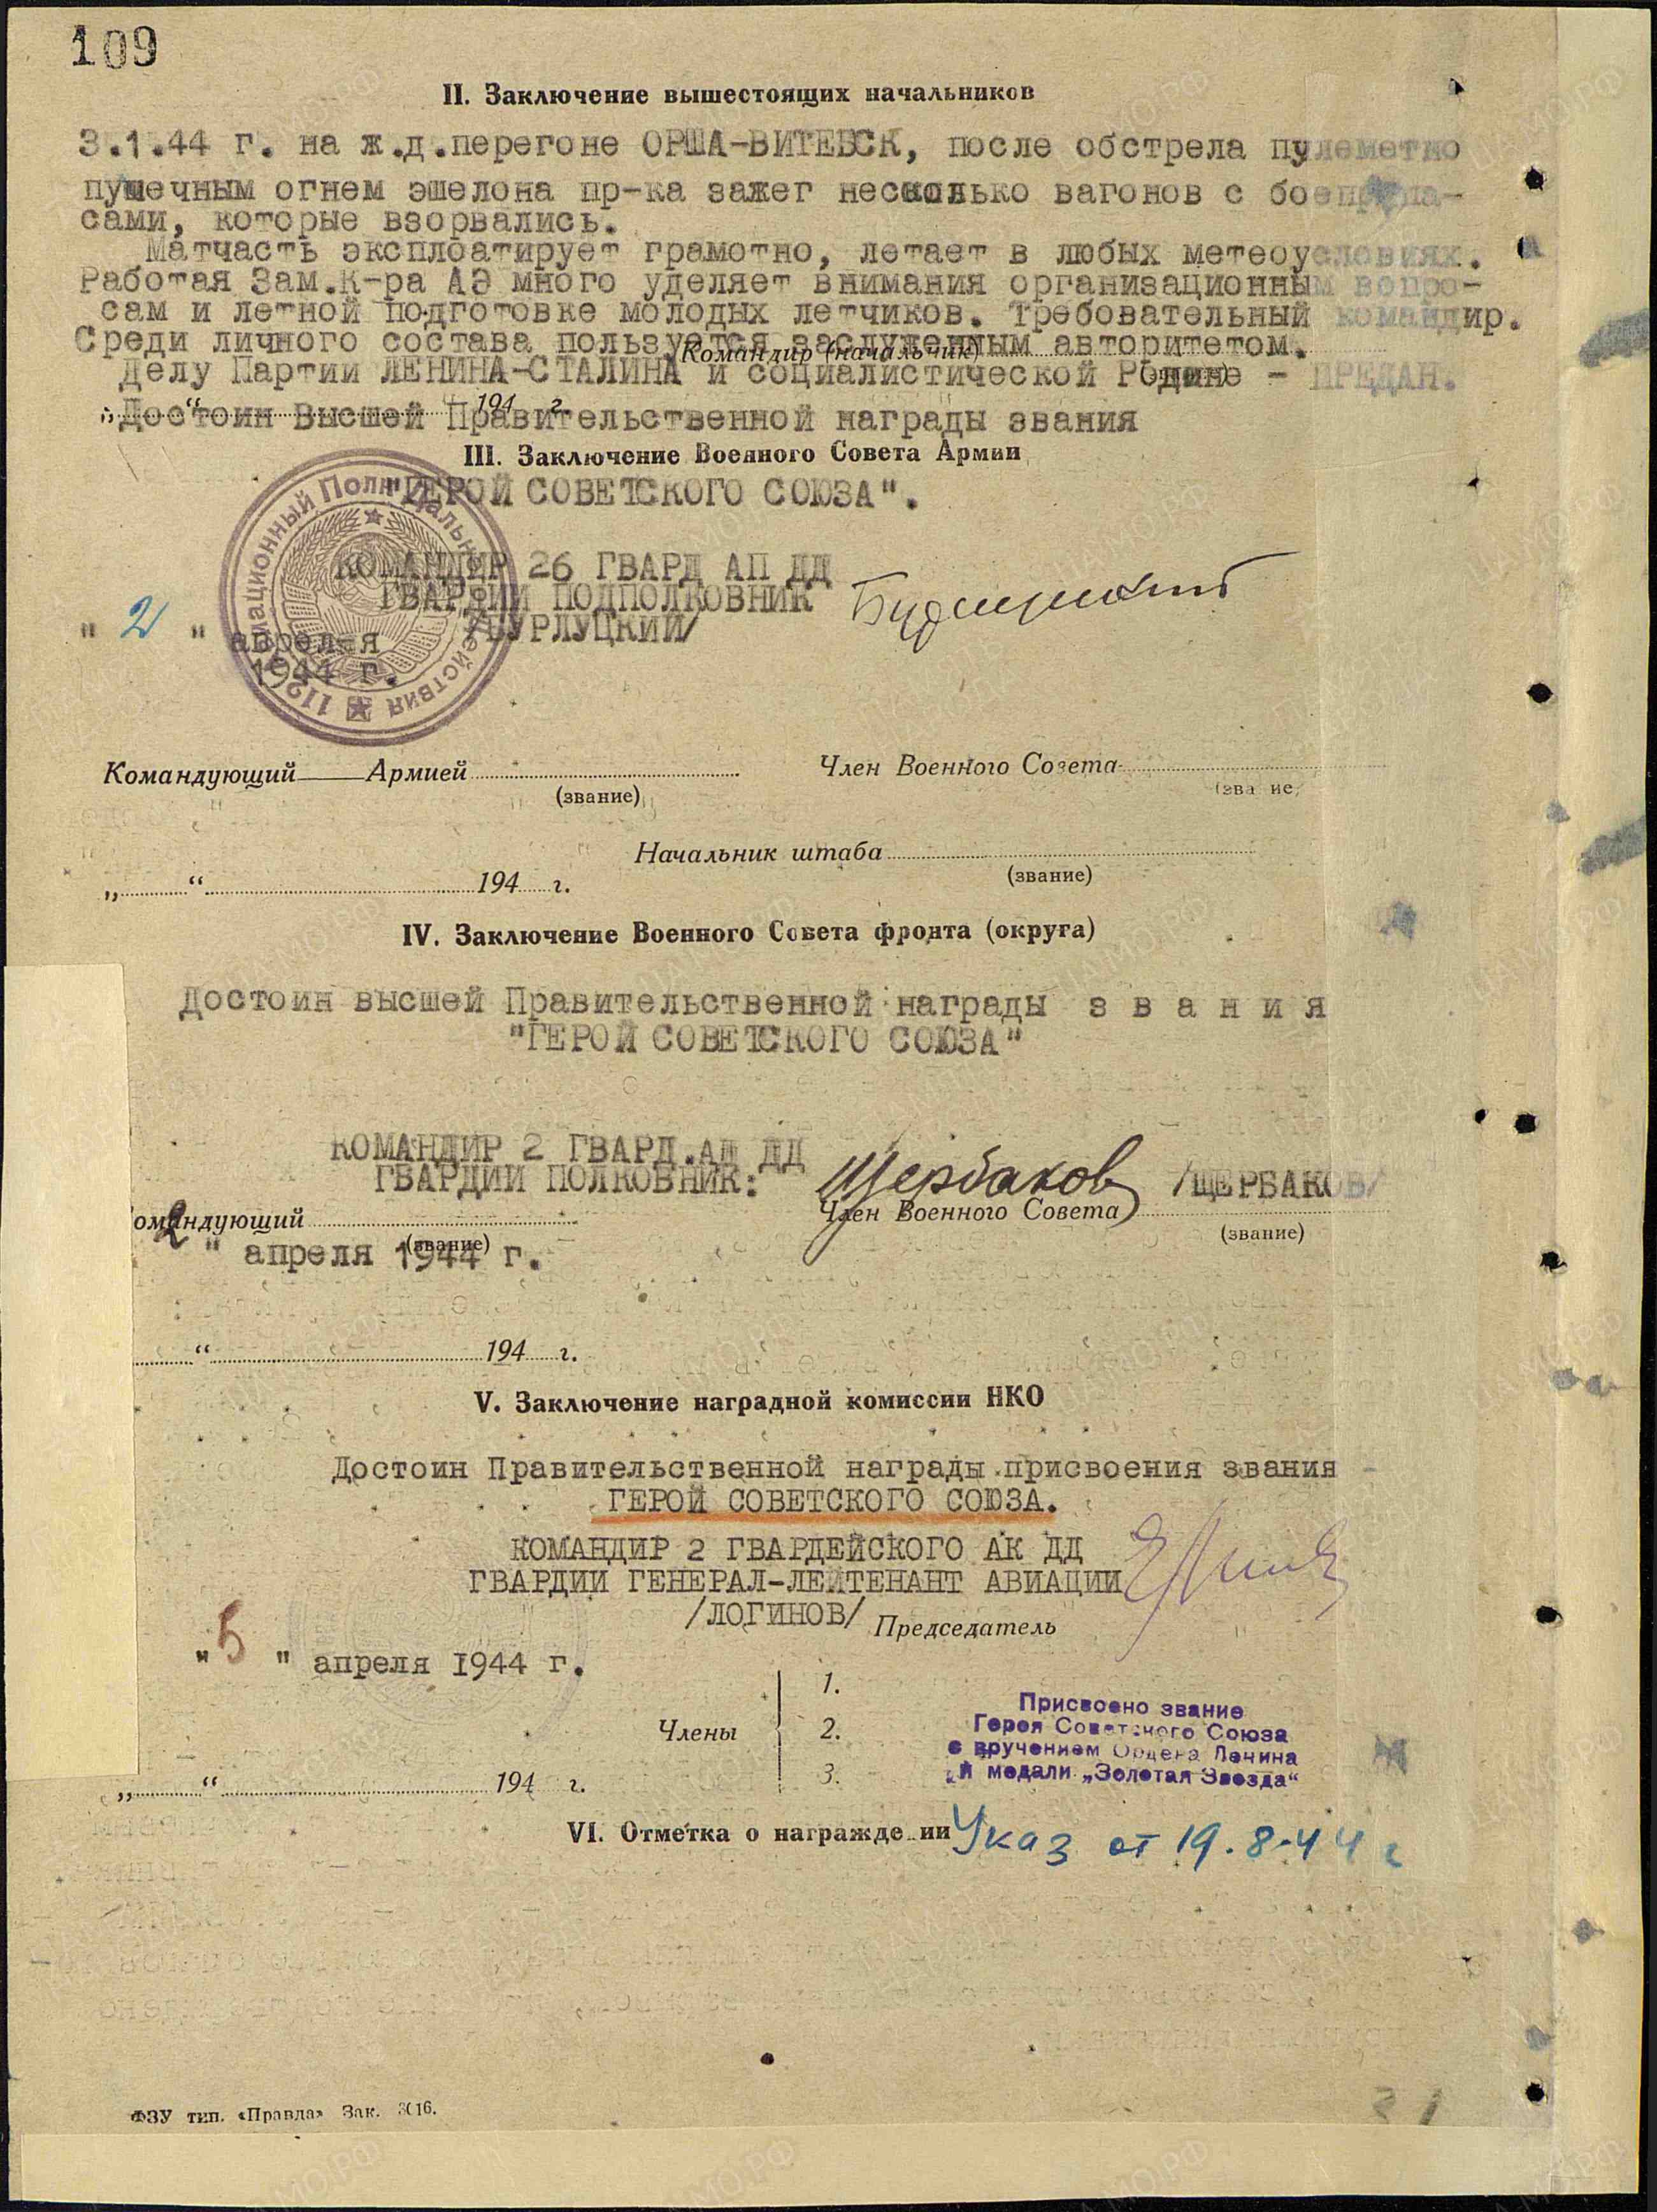 109
II. Заключение вышестоящих начальников
3.1.44 г. на ж.д.перегоне ОРША-ВИТЕБСК, после обстрела пулеметно
пушечным огнем эшелона пр-ка зажег несколько вагонов с боеприпа-
сами, которые взорвались.
Матчасть эксплоатирует грамотно, летает в любых метеоусловиях.
Работая Зам.К-ра АЭ много уделяет внимания организационным вопро-
сам и летной подготовке молодых летчиков. Требовательный командир.
Среди личного состава пользуется заслуженным авторитетом.
Командир (начальник)
Делу Партии ЛЕНИНА-СТАЛИНА и социалистической Родине - ПРЕДАН.
„ “ 194 г.
Достоин Высшей Правительственной награды звания
III. Заключение Военного Совета Армии
"ГЕРОЙ СОВЕТСКОГО СОЮЗА".
КОМАНДИР 26 ГВАРД АП ДД
ГВАРДИИ ПОДПОЛКОВНИК
/БУРЛУЦКИЙ/
" 2 " апреля
1944 г.
Командующий Армией Член Военного Совета
(звание) (звание)
Начальник штаба
(звание)
„ “ 194 г.
IV. Заключение Военного Совета фронта (округа)
Достоин высшей Правительственной награды з в а н и я
"ГЕРОЙ СОВЕТСКОГО СОЮЗА"
КОМАНДИР 2 ГВАРД.АД ДД
ГВАРДИИ ПОЛКОВНИК: Щербаков /ЩЕРБАКОВ/
омандующий Член Военного Совета
(звание) (звание)
2 " апреля 1944 г.
“ 194 г.
V. Заключение наградной комиссии НКО
Достоин Правительственной награды присвоения звания
ГЕРОЙ СОВЕТСКОГО СОЮЗА.
КОМАНДИР 2 ГВАРДЕЙСКОГО АК ДД
ГВАРДИИ ГЕНЕРАЛ-ЛЕЙТЕНАНТ АВИАЦИИ
/ЛОГИНОВ/ Председатель
" 5 " апреля 1944 г.
1.
Члены 2.
3.
Присвоено звание
Героя Советского Союза
с вручением Ордена Ленина
и медали „Золотая Звезда“
„ “ 194 г.
VI. Отметка о награждении Указ от 19.8.44 г
ФЗУ тип. «Правда» Зак. 3016.